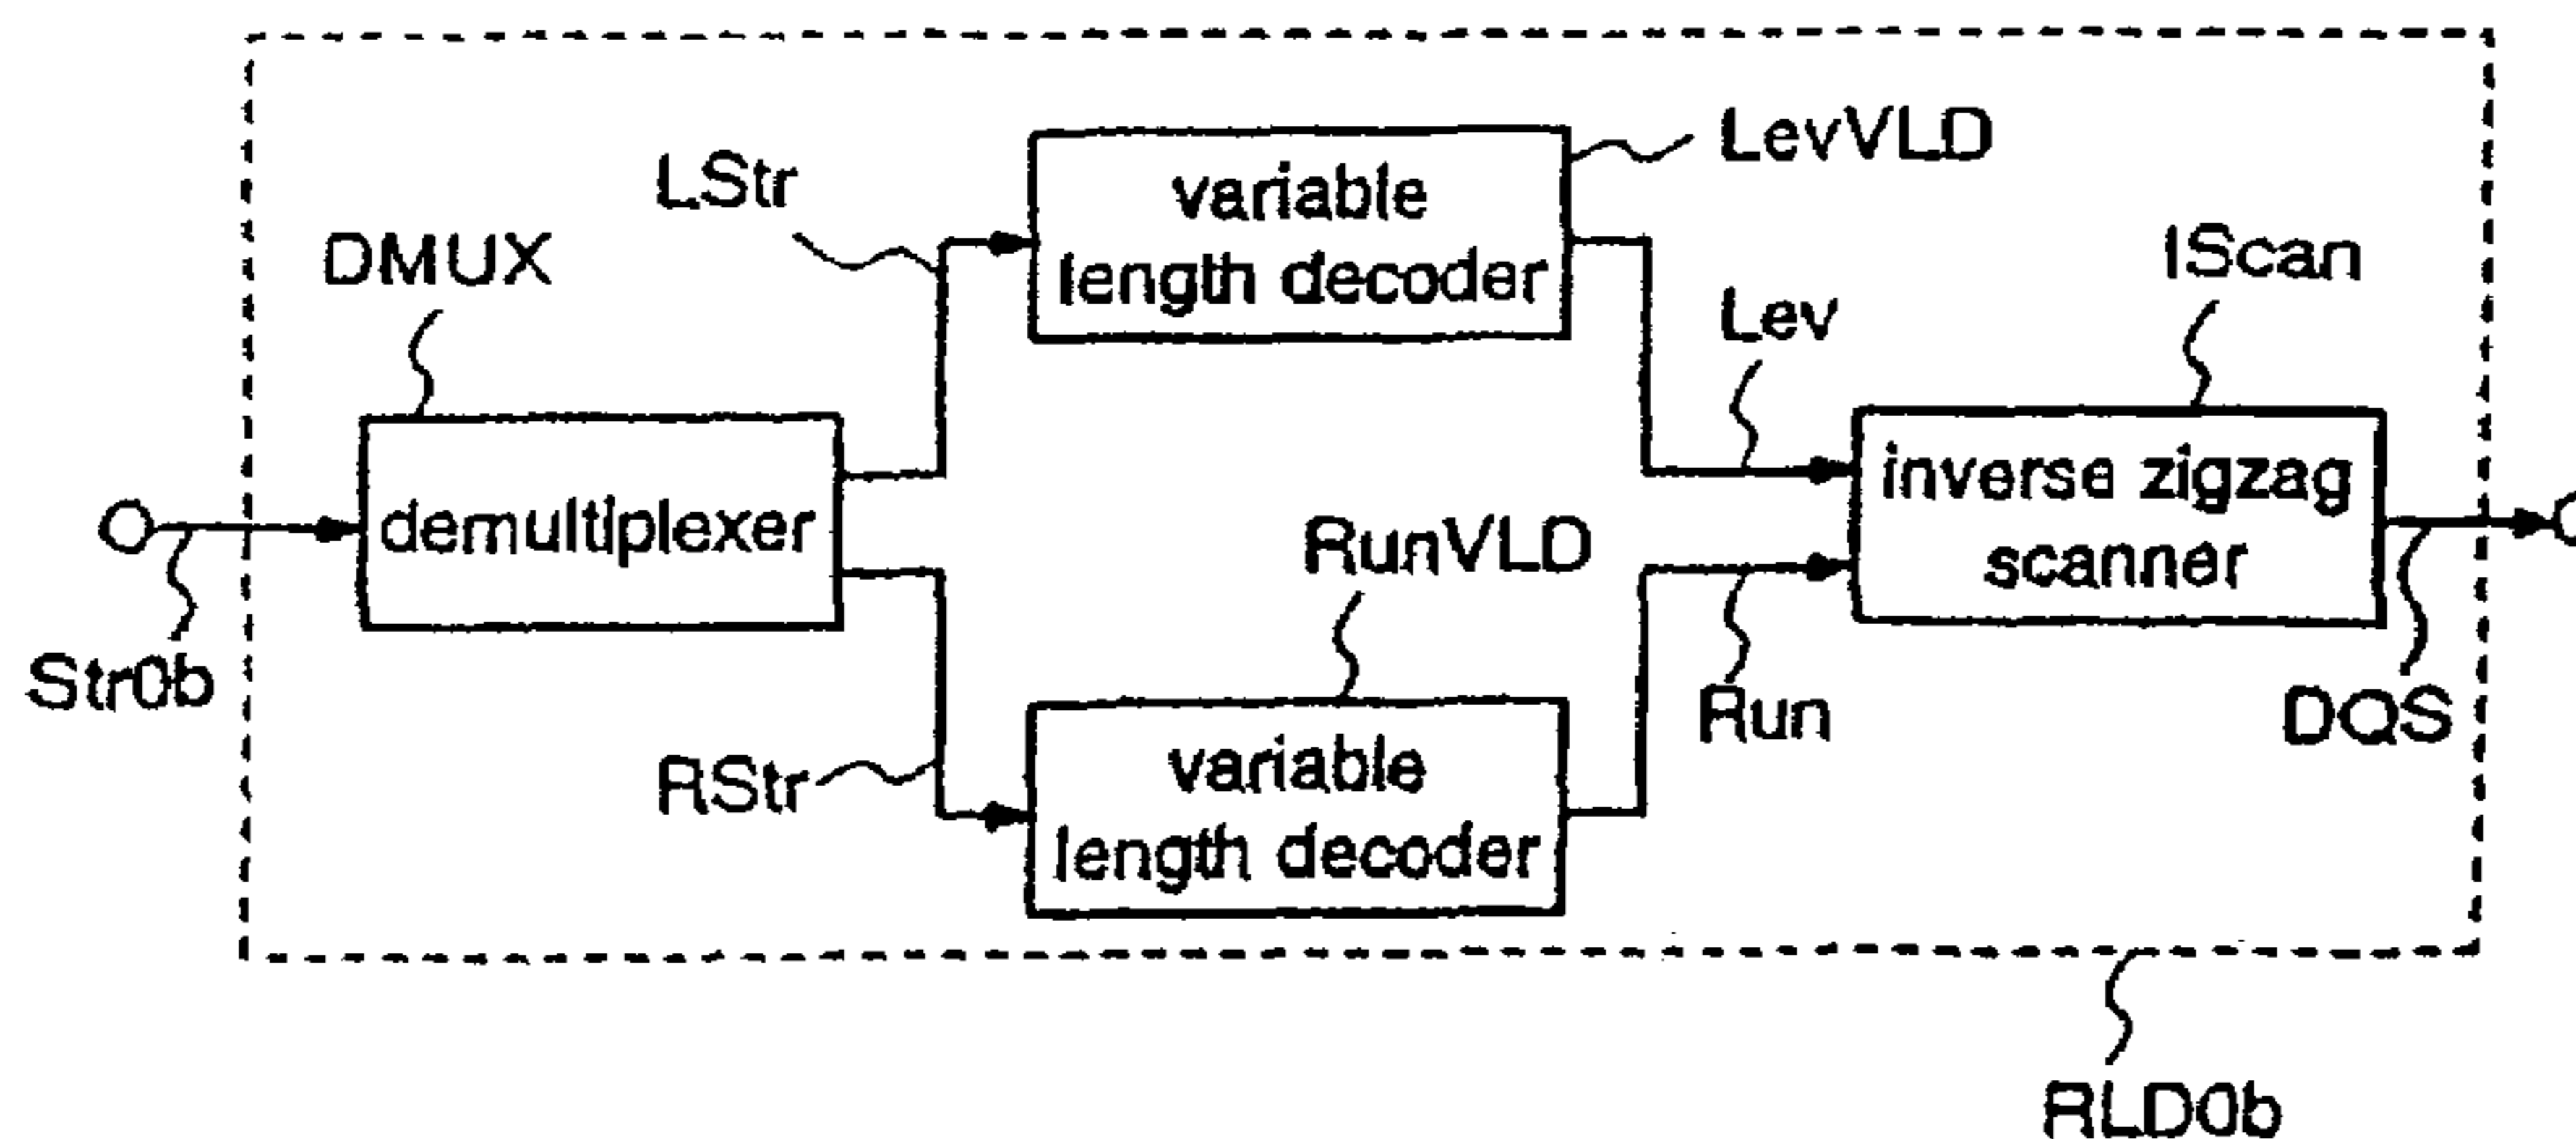 LevVLD
variable
length decoder
LStr
DMUX
IScan
Lev
demultiplexer
inverse zigzag
scanner
RunVLD
Str0b
Run
DQS
RStr
variable
length decoder
RLD0b